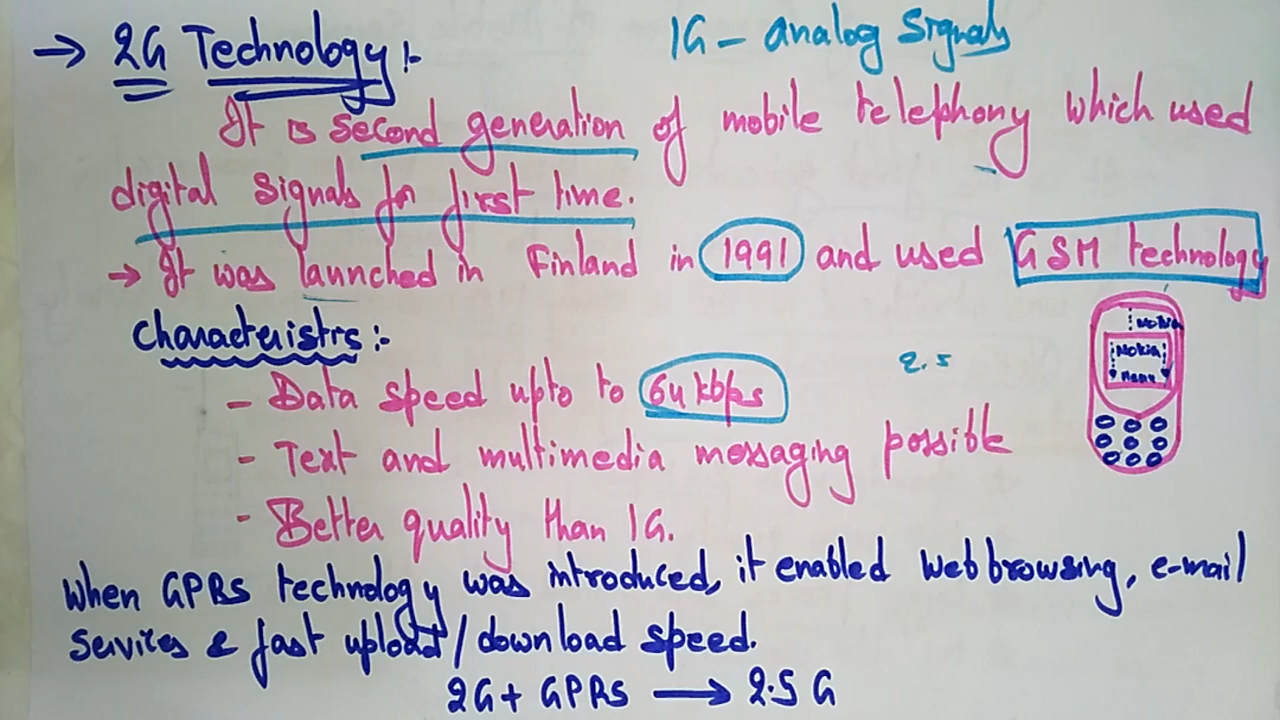 → 2G Technology :-
1G - analog signals
It is second generation of mobile telephony which used
digital signals for first time.
→ It was launched in Finland in 1991 and used GSM technology
Characteristics :-
- Data speed upto to 64 kbps
2.5
- Text and multimedia messaging possible
- Better quality than 1G.
Nokia
Nokia
Menu
When GPRS technology was introduced, it enabled web browsing, e-mail
Services & fast upload/download speed.
2G + GPRS → 2.5 G